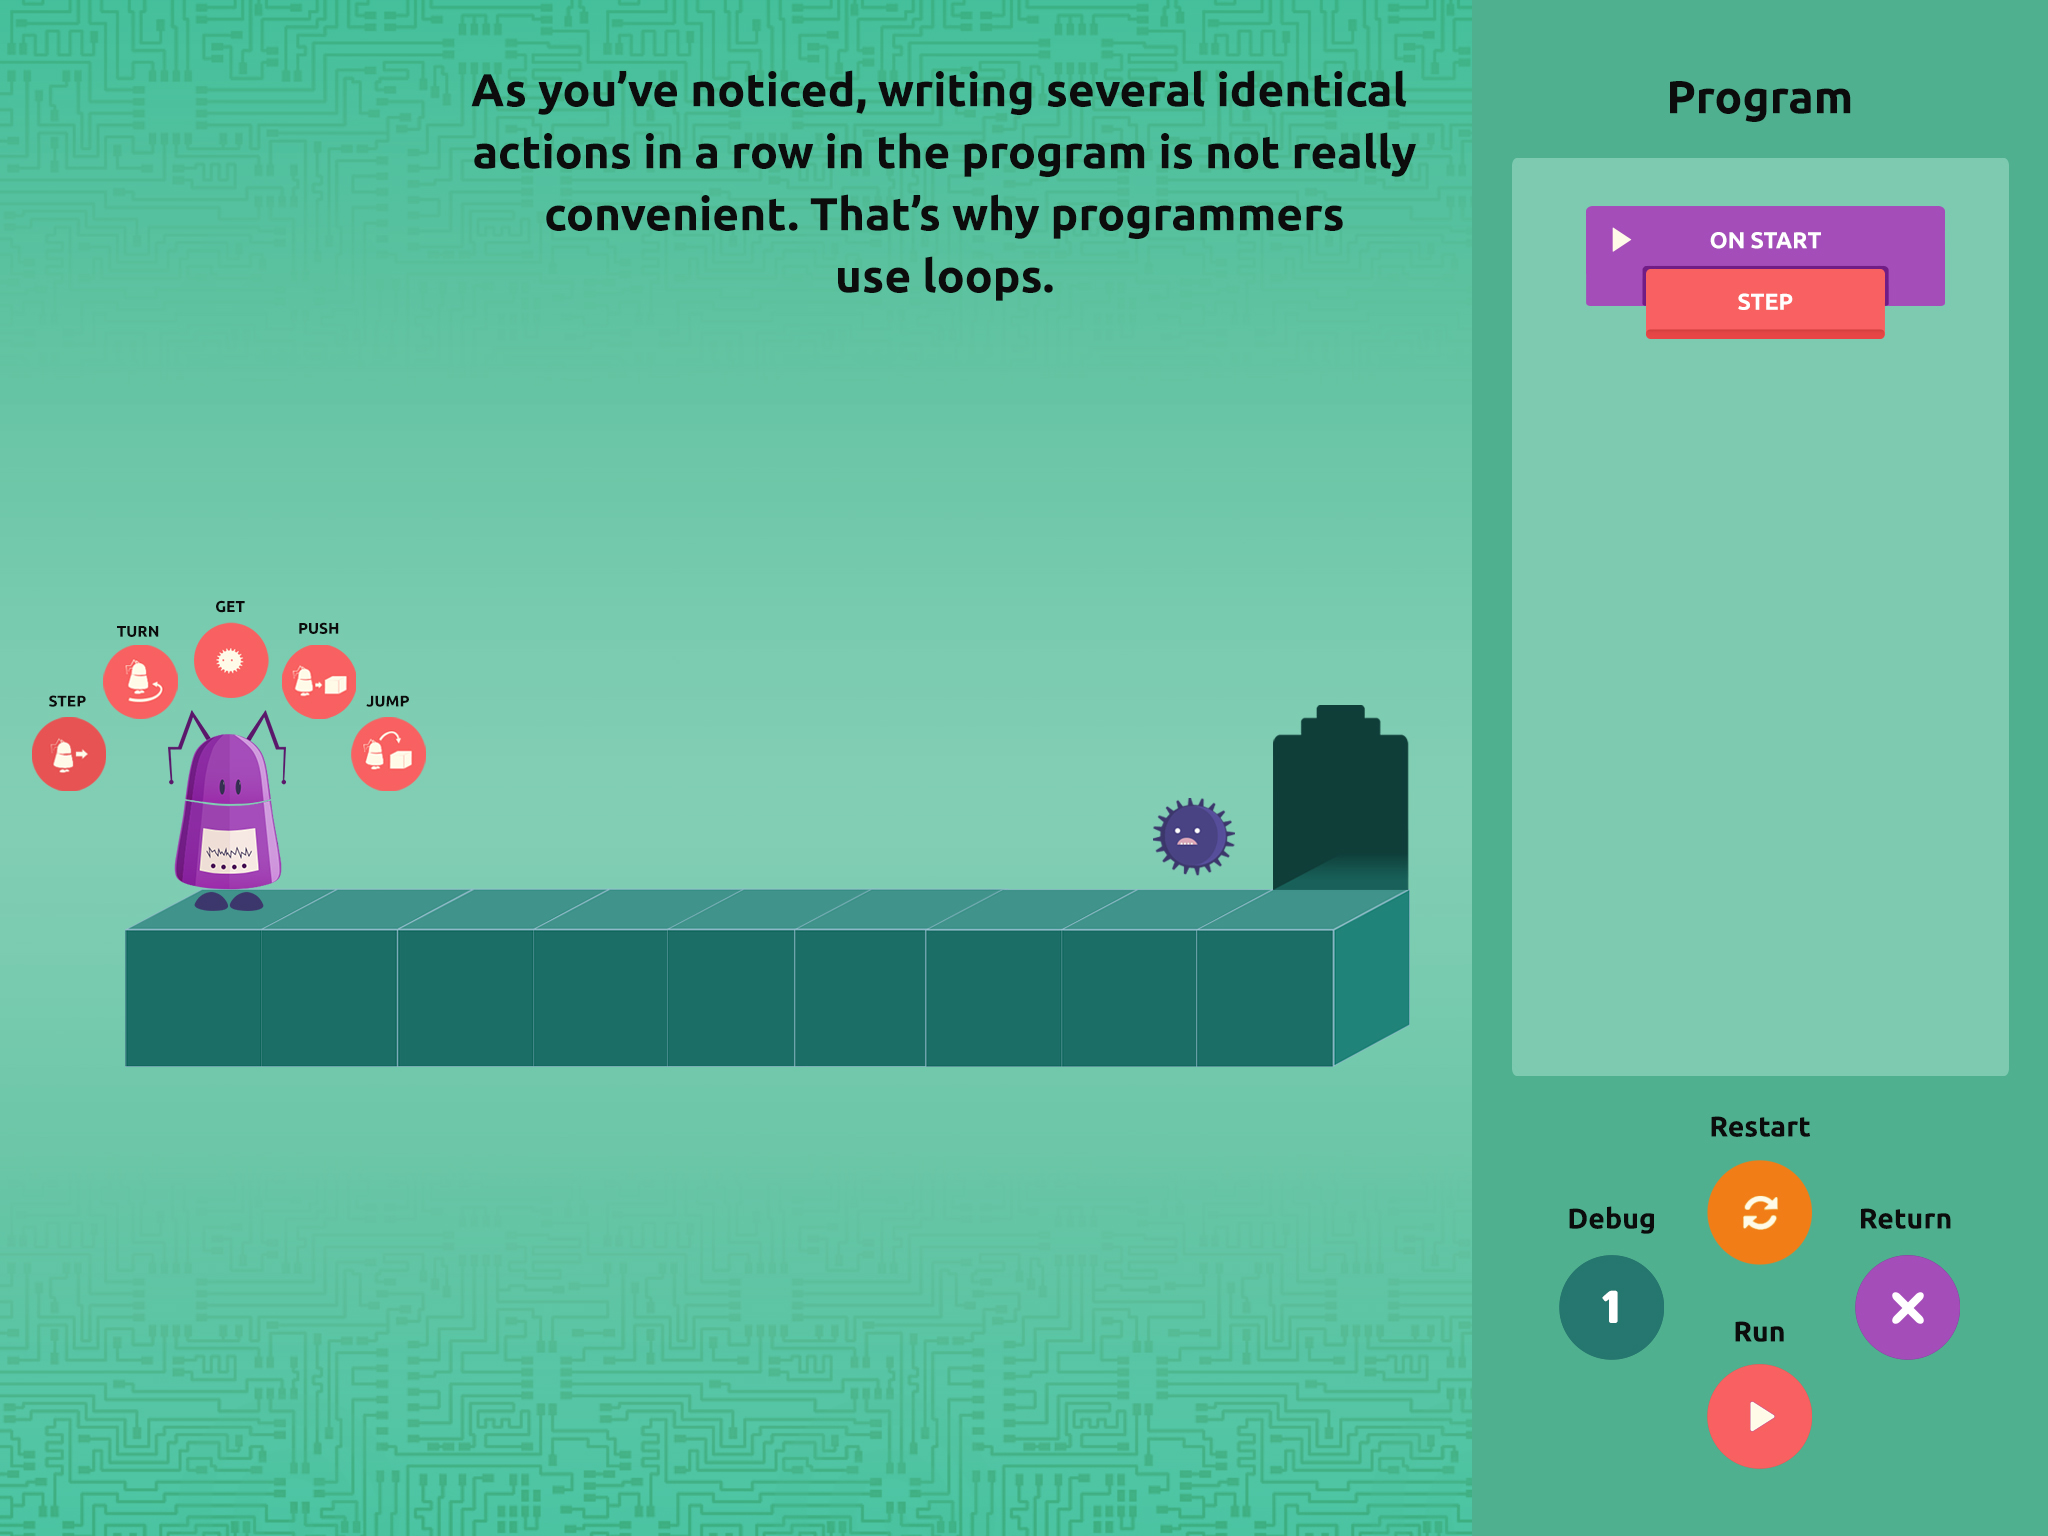 As you’ve noticed, writing several identical
actions in a row in the program is not really
convenient. That’s why programmers
use loops.
GET
TURN
PUSH
STEP
JUMP
Program
ON START
STEP
Restart
Debug
Return
1
Run